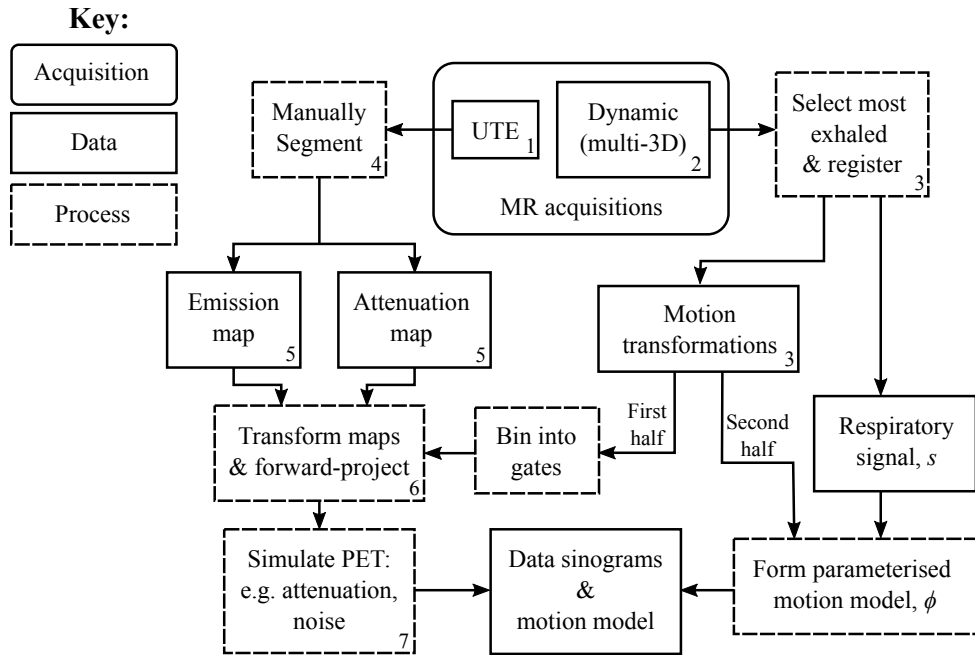 Key:
Acquisition
Data
Process
Manually
Segment
4
UTE
1
Dynamic
(multi-3D)
2
MR acquisitions
Select most
exhaled
& register
3
Emission
map
5
Attenuation
map
5
Motion
transformations
3
First
half
Second
half
Transform maps
& forward-project
6
Bin into
gates
Respiratory
signal, s
Simulate PET:
e.g. attenuation,
noise
7
Data sinograms
&
motion model
Form parameterised
motion model, ϕ